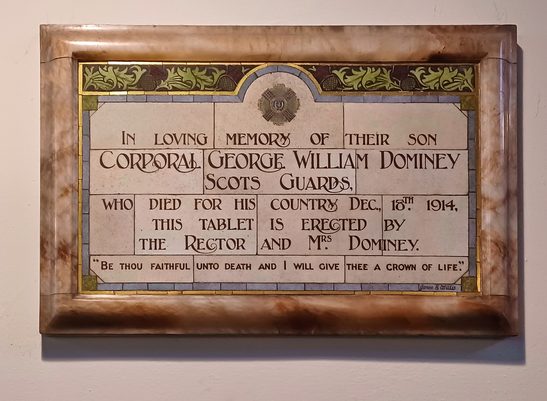 IN LOVING MEMORY OF THEIR SON
CORPORAL GEORGE WILLIAM DOMINEY
SCOTS GUARDS,
WHO DIED FOR HIS COUNTRY DEC., 18TH 1914,
THIS TABLET IS ERECTED BY
THE RECTOR AND MRS DOMINEY.
"BE THOU FAITHFUL UNTO DEATH AND I WILL GIVE THEE A CROWN OF LIFE."